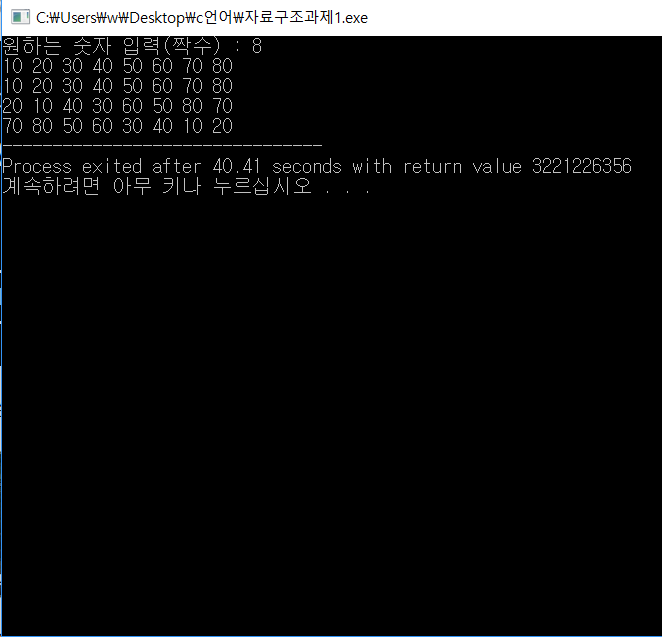 C:₩Users₩w₩Desktop₩c언어₩자료구조과제1.exe
원하는 숫자 입력(짝수) : 8
10 20 30 40 50 60 70 80
10 20 30 40 50 60 70 80
20 10 40 30 60 50 80 70
70 80 50 60 30 40 10 20
--------------------------------
Process exited after 40.41 seconds with return value 3221226356
계속하려면 아무 키나 누르십시오 . . .